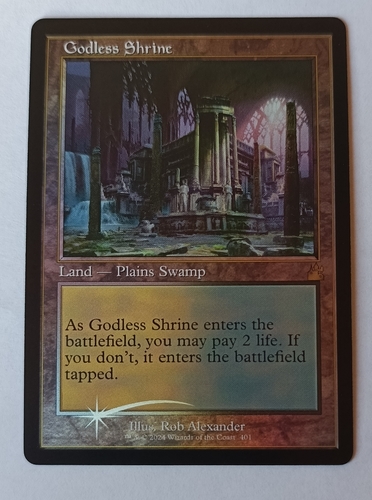 Godless Shrine
Land — Plains Swamp
As Godless Shrine enters the
battlefield, you may pay 2 life. If
you don't, it enters the battlefield
tapped.
Illus. Rob Alexander
™ & © 2024 Wizards of the Coast 401